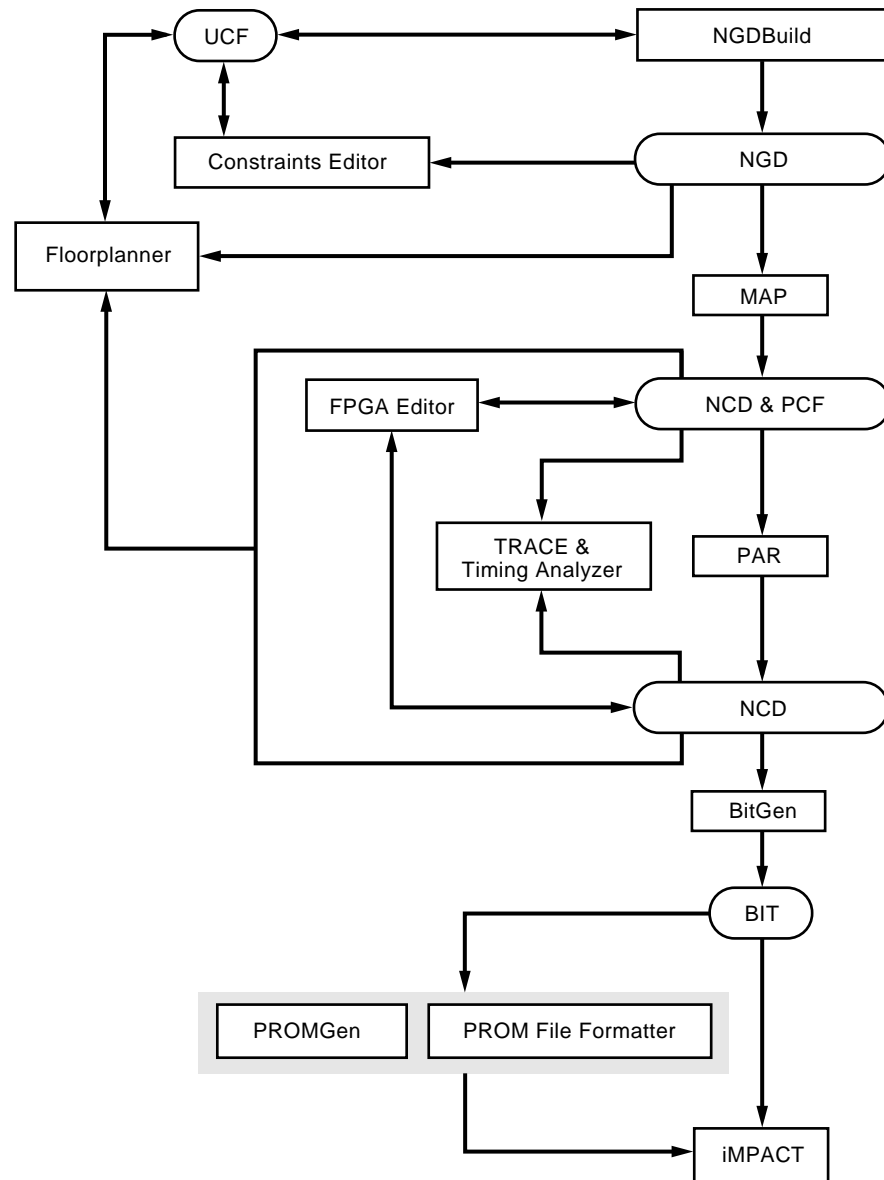 UCF
NGDBuild
Constraints Editor
NGD
Floorplanner
MAP
FPGA Editor
NCD & PCF
TRACE &
Timing Analyzer
PAR
NCD
BitGen
BIT
PROMGen
PROM File Formatter
iMPACT